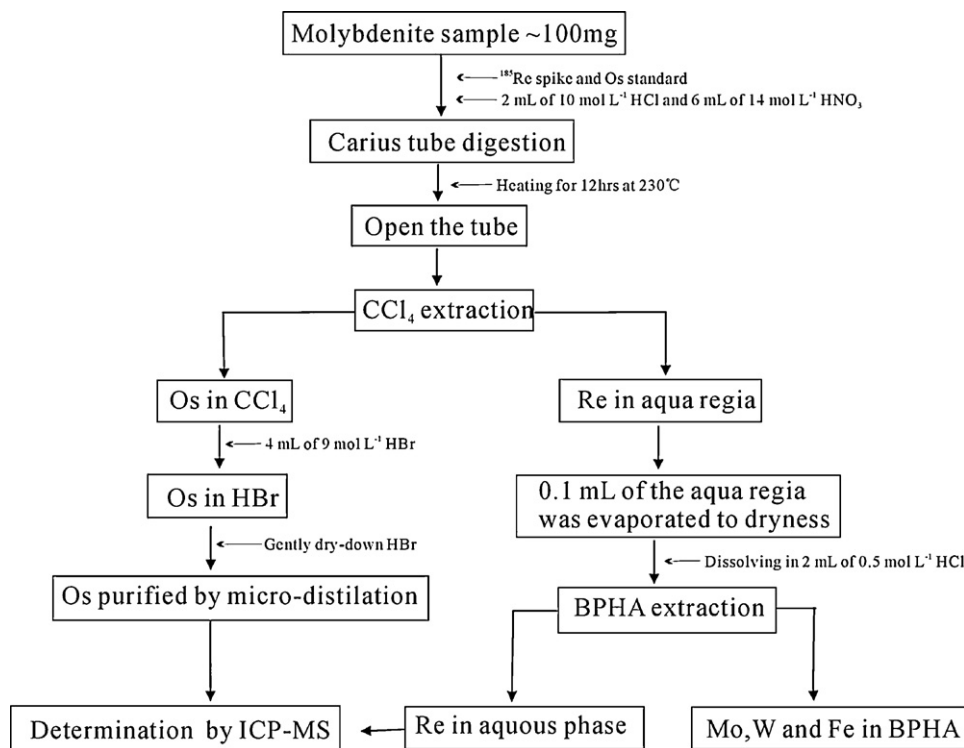 Molybdenite sample ~100mg
¹⁸⁵Re spike and Os standard
2 mL of 10 mol L⁻¹ HCl and 6 mL of 14 mol L⁻¹ HNO₃
Carius tube digestion
Heating for 12hrs at 230℃
Open the tube
CCl₄ extraction
Os in CCl₄
Re in aqua regia
4 mL of 9 mol L⁻¹ HBr
Os in HBr
0.1 mL of the aqua regia
was evaporated to dryness
Gently dry-down HBr
Dissolving in 2 mL of 0.5 mol L⁻¹ HCl
Os purified by micro-distilation
BPHA extraction
Determination by ICP-MS
Re in aquous phase
Mo,W and Fe in BPHA